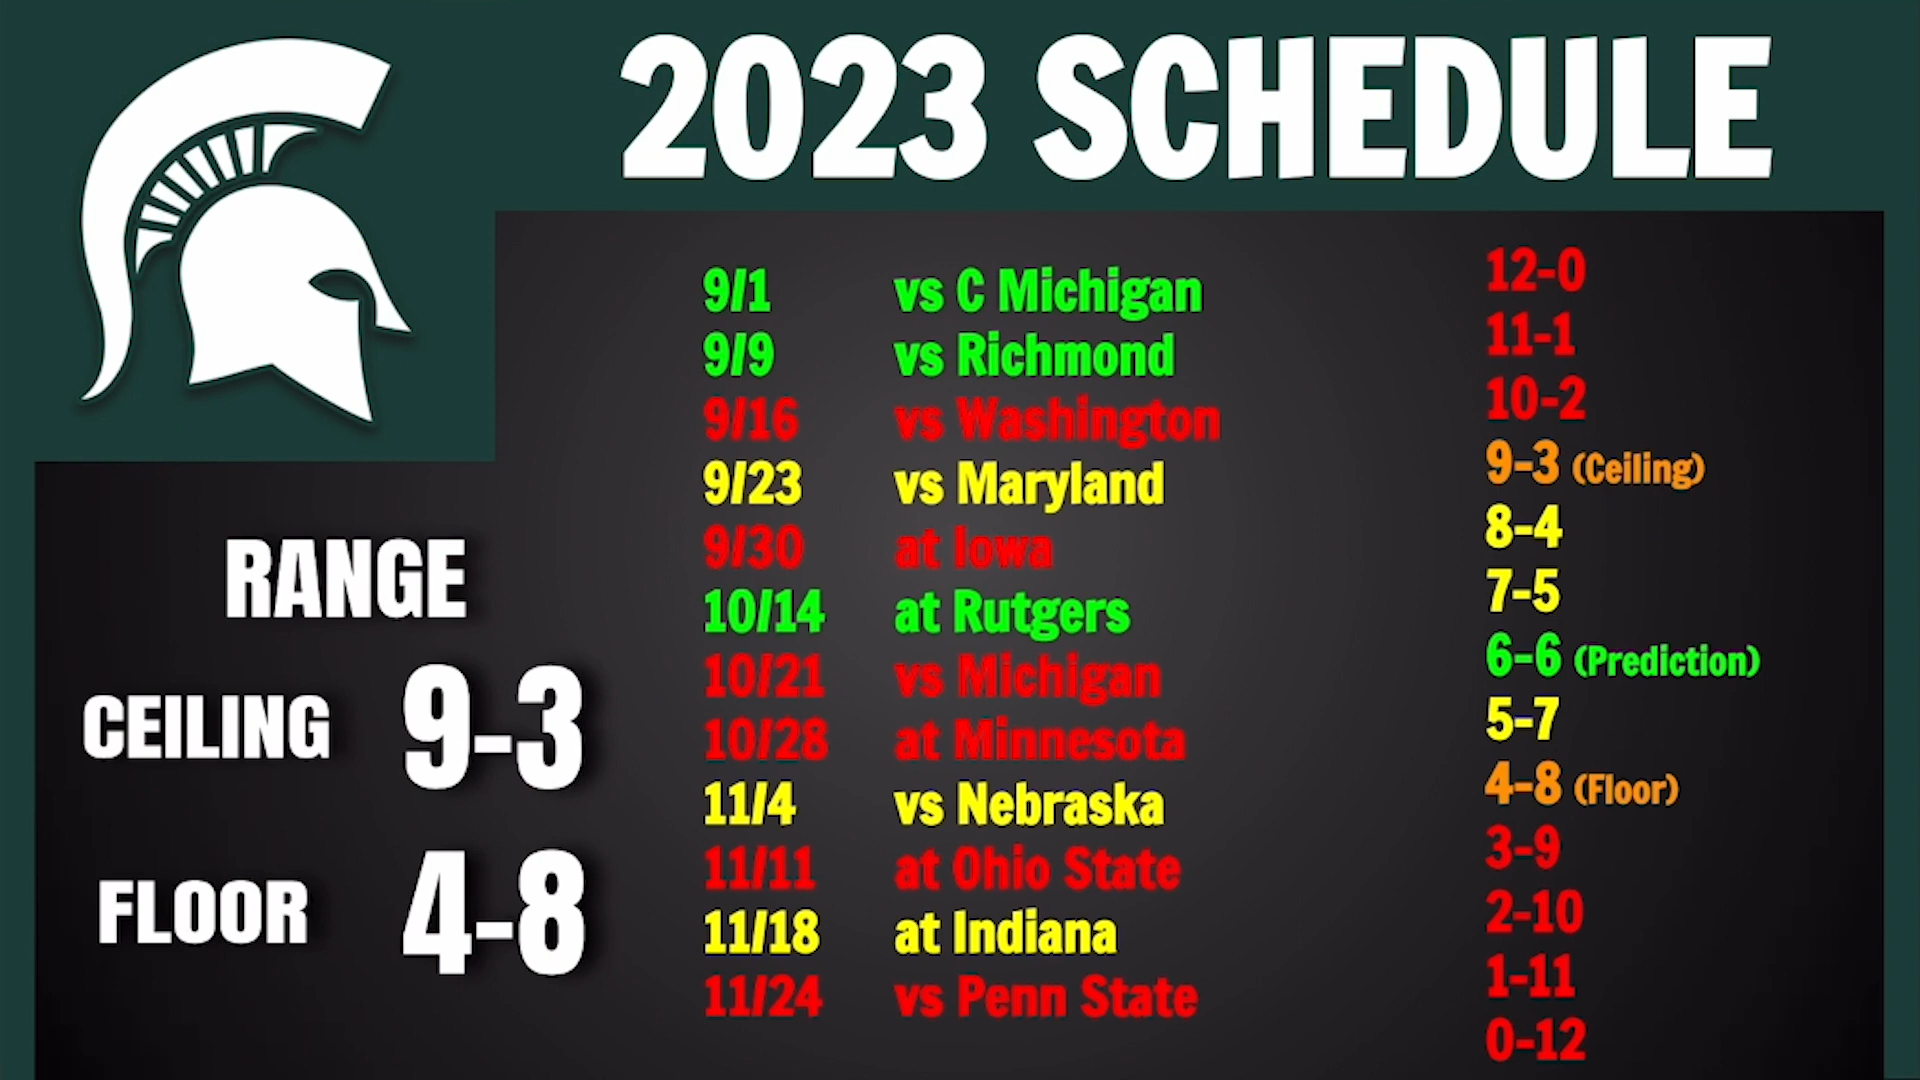 2023 SCHEDULE
RANGE
CEILING 9-3
FLOOR 4-8
9/1 vs C Michigan
9/9 vs Richmond
9/16 vs Washington
9/23 vs Maryland
9/30 at Iowa
10/14 at Rutgers
10/21 vs Michigan
10/28 at Minnesota
11/4 vs Nebraska
11/11 at Ohio State
11/18 at Indiana
11/24 vs Penn State
12-0
11-1
10-2
9-3 (Ceiling)
8-4
7-5
6-6 (Prediction)
5-7
4-8 (Floor)
3-9
2-10
1-11
0-12